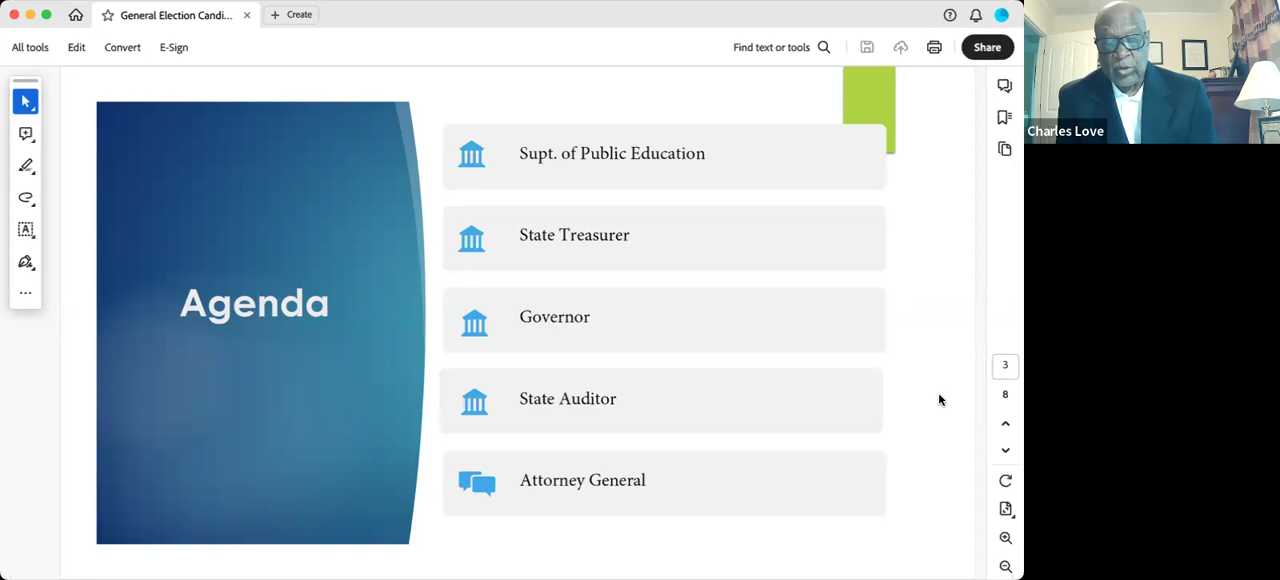 General Election Candi...
Create
All tools
Edit
Convert
E-Sign
Find text or tools
Share
Agenda
Supt. of Public Education
State Treasurer
Governor
State Auditor
Attorney General
3
8
Charles Love